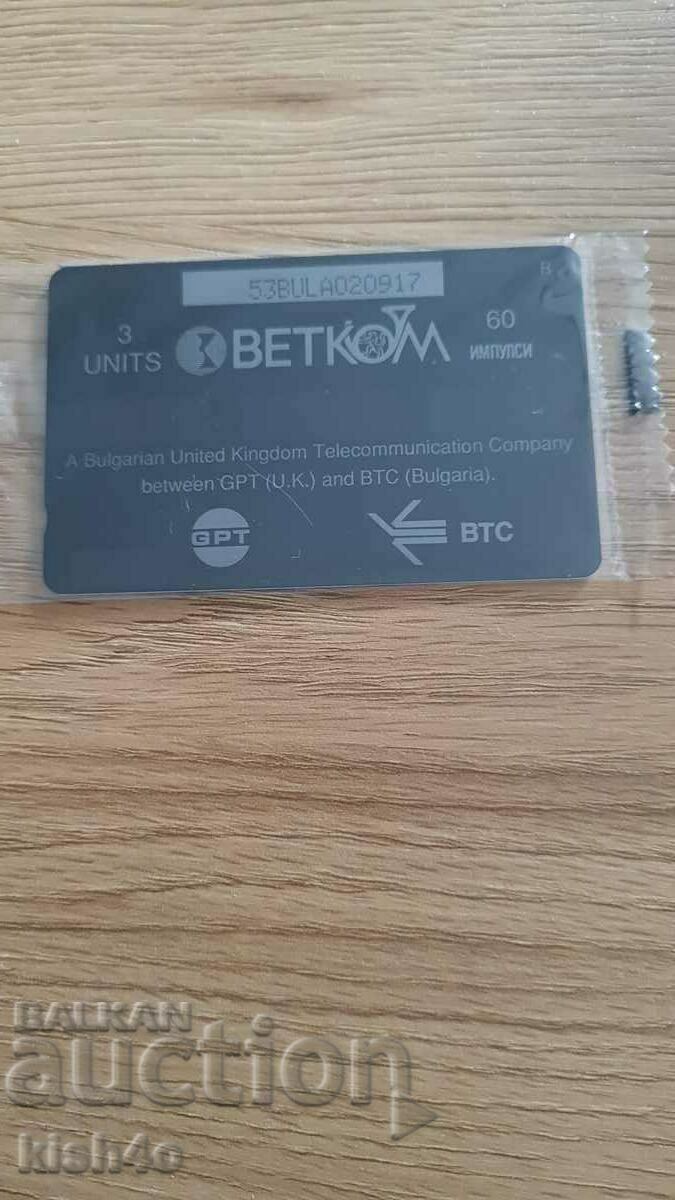 53BULA020917
B
3
UNITS
БЕТКОМ
60
ИМПУЛСИ
A Bulgarian United Kingdom Telecommunication Company
between GPT (U.K.) and BTC (Bulgaria).
GPT
BTC
BALKAN
auction
kish4o